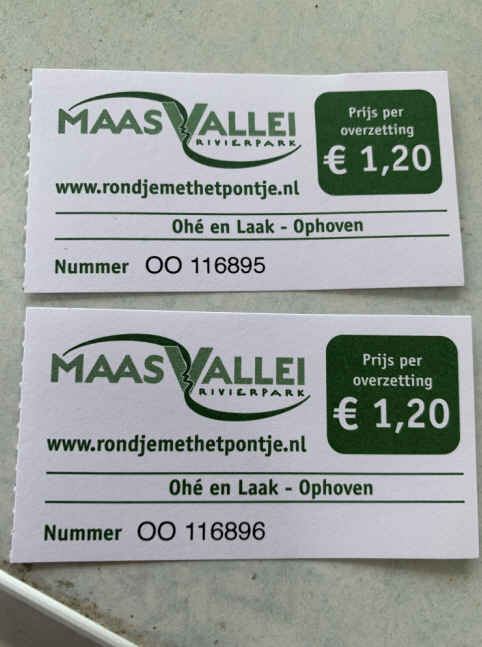 MAASVALLEI
RIVIERPARK
Prijs per
overzetting
€ 1,20
www.rondjemethetpontje.nl
Ohé en Laak - Ophoven
Nummer OO 116895
MAASVALLEI
RIVIERPARK
Prijs per
overzetting
€ 1,20
www.rondjemethetpontje.nl
Ohé en Laak - Ophoven
Nummer OO 116896